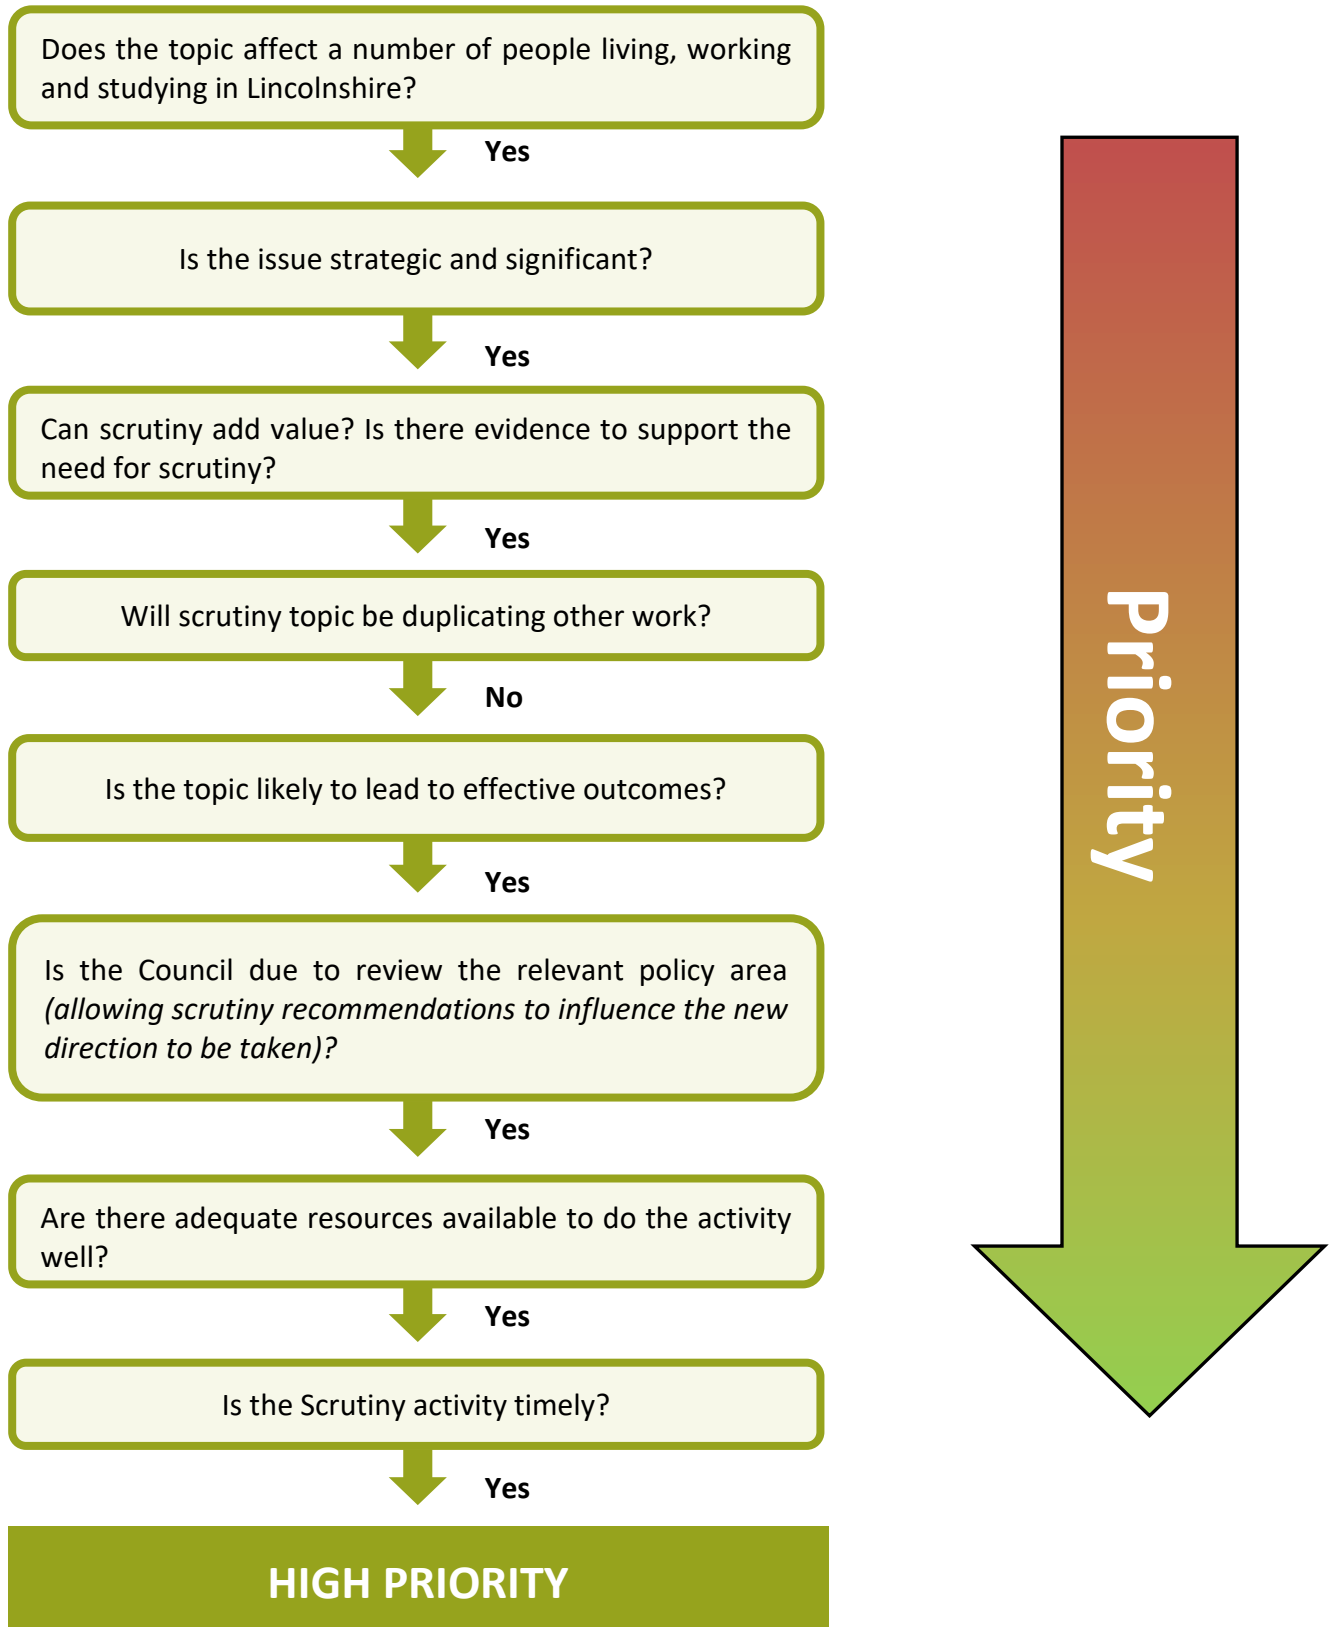 Does the topic affect a number of people living, working
and studying in Lincolnshire?
Yes
Is the issue strategic and significant?
Yes
Can scrutiny add value? Is there evidence to support the
need for scrutiny?
Yes
Will scrutiny topic be duplicating other work?
No
Is the topic likely to lead to effective outcomes?
Yes
Is the Council due to review the relevant policy area
(allowing scrutiny recommendations to influence the new
direction to be taken)?
Yes
Are there adequate resources available to do the activity
well?
Yes
Is the Scrutiny activity timely?
Yes
HIGH PRIORITY
Priority